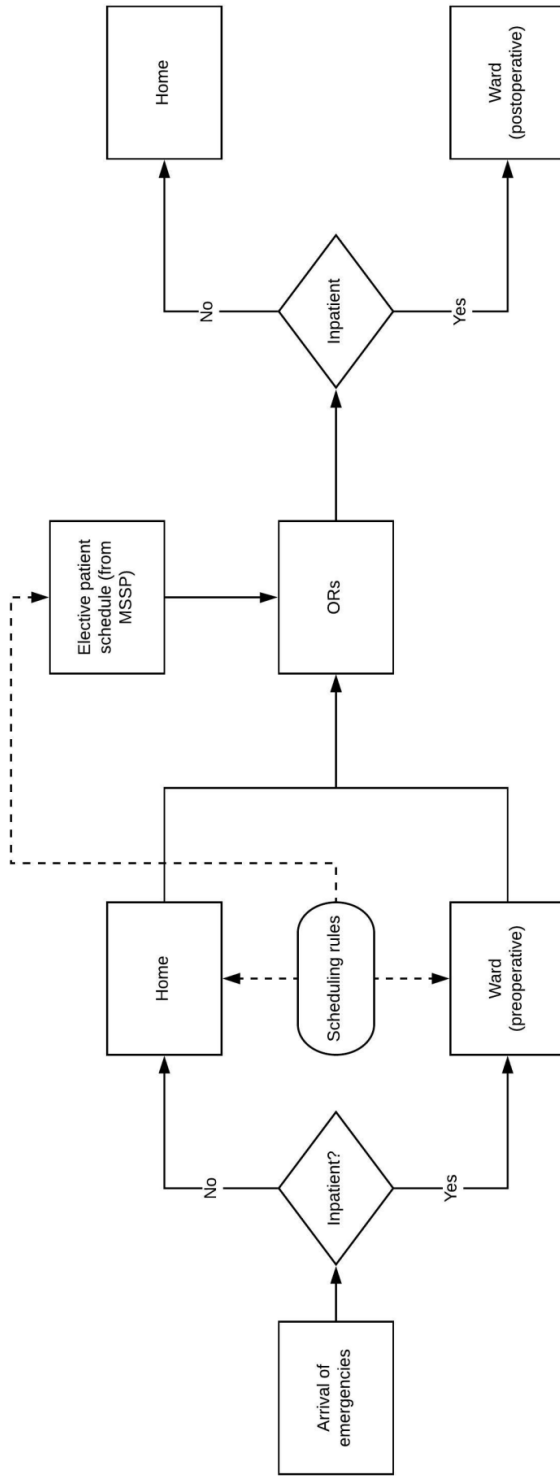 Arrival of
emergencies
Inpatient?
No
Yes
Home
Scheduling rules
Ward
(preoperative)
Elective patient
schedule (from
MSSP)
ORs
Inpatient
No
Yes
Home
Ward
(postoperative)